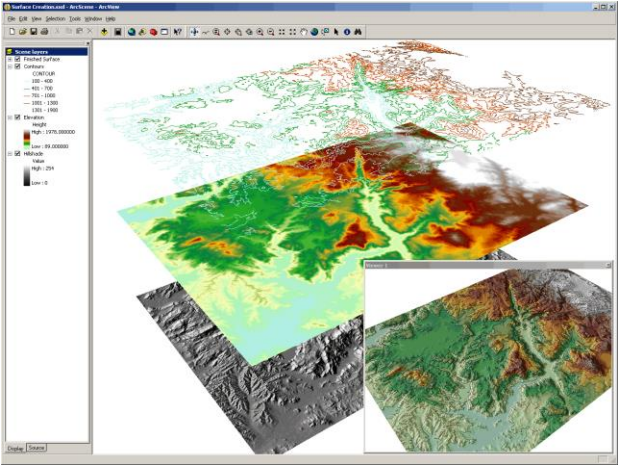 Surface Creation.sxd - ArcScene - ArcView
File Edit View Selection Tools Window Help
Scene layers
Finished Surface
Contours
CONTOUR
100 - 400
401 - 700
701 - 1000
1001 - 1300
1301 - 1900
Elevation
Height
High : 1978.000000
Low : 89.000000
Hillshade
Value
High : 254
Low : 0
Viewer 1
Display Source